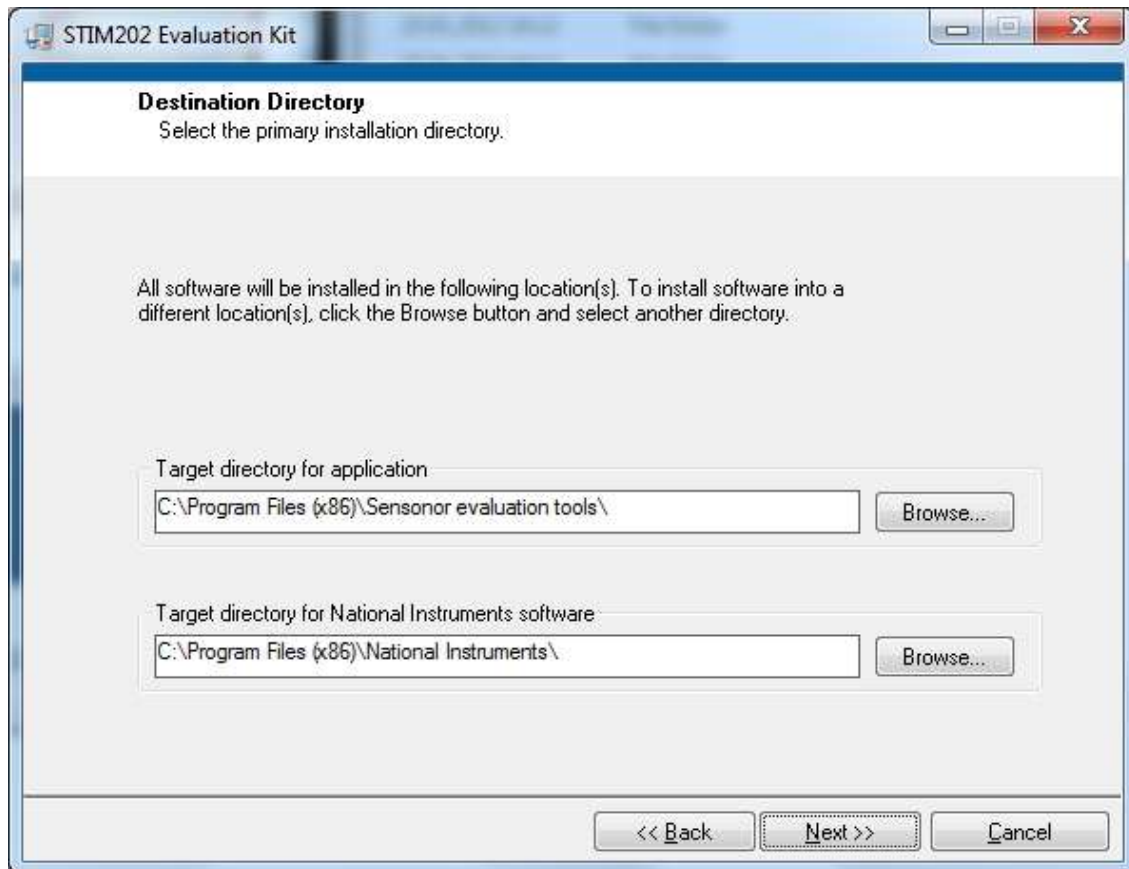 STIM202 Evaluation Kit
Destination Directory
Select the primary installation directory.
All software will be installed in the following location(s). To install software into a
different location(s), click the Browse button and select another directory.
Target directory for application
C:\Program Files (x86)\Sensonor evaluation tools\
Browse...
Target directory for National Instruments software
C:\Program Files (x86)\National Instruments\
Browse...
<< Back
Next >>
Cancel